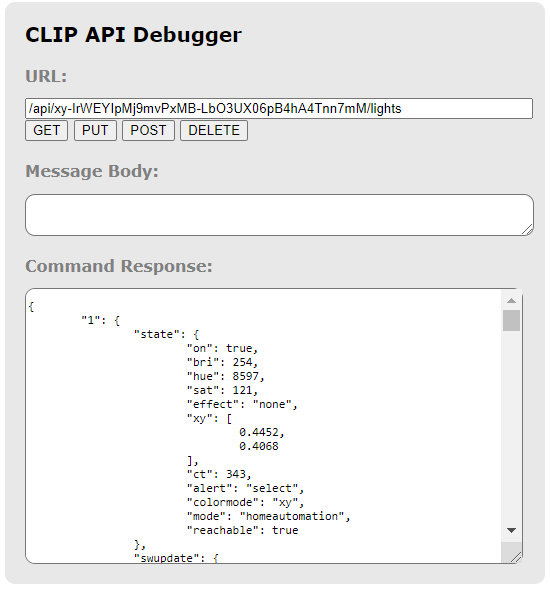 CLIP API Debugger
URL:
/api/xy-IrWEYIpMj9mvPxMB-LbO3UX06pB4hA4Tnn7mM/lights
GET PUT POST DELETE
Message Body:
Command Response:
{
"1": {
"state": {
"on": true,
"bri": 254,
"hue": 8597,
"sat": 121,
"effect": "none",
"xy": [
0.4452,
0.4068
],
"ct": 343,
"alert": "select",
"colormode": "xy",
"mode": "homeautomation",
"reachable": true
},
"swupdate": {